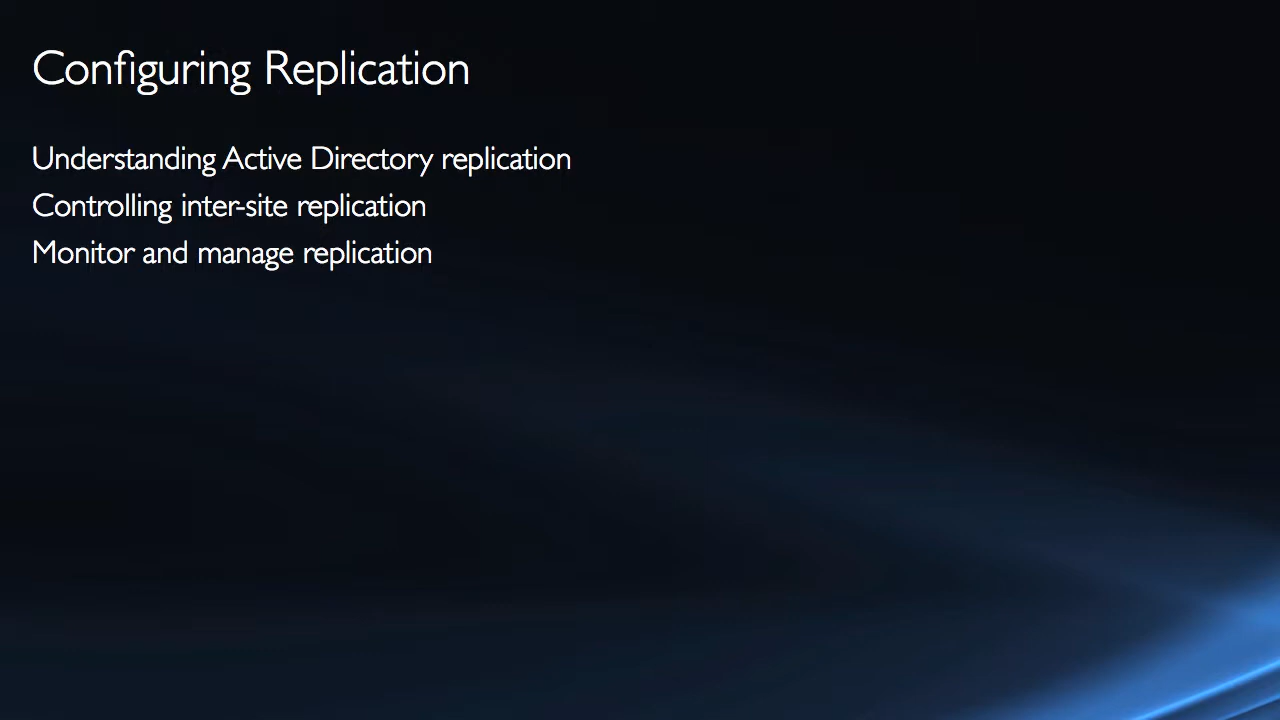 Configuring Replication
Understanding Active Directory replication
Controlling inter-site replication
Monitor and manage replication